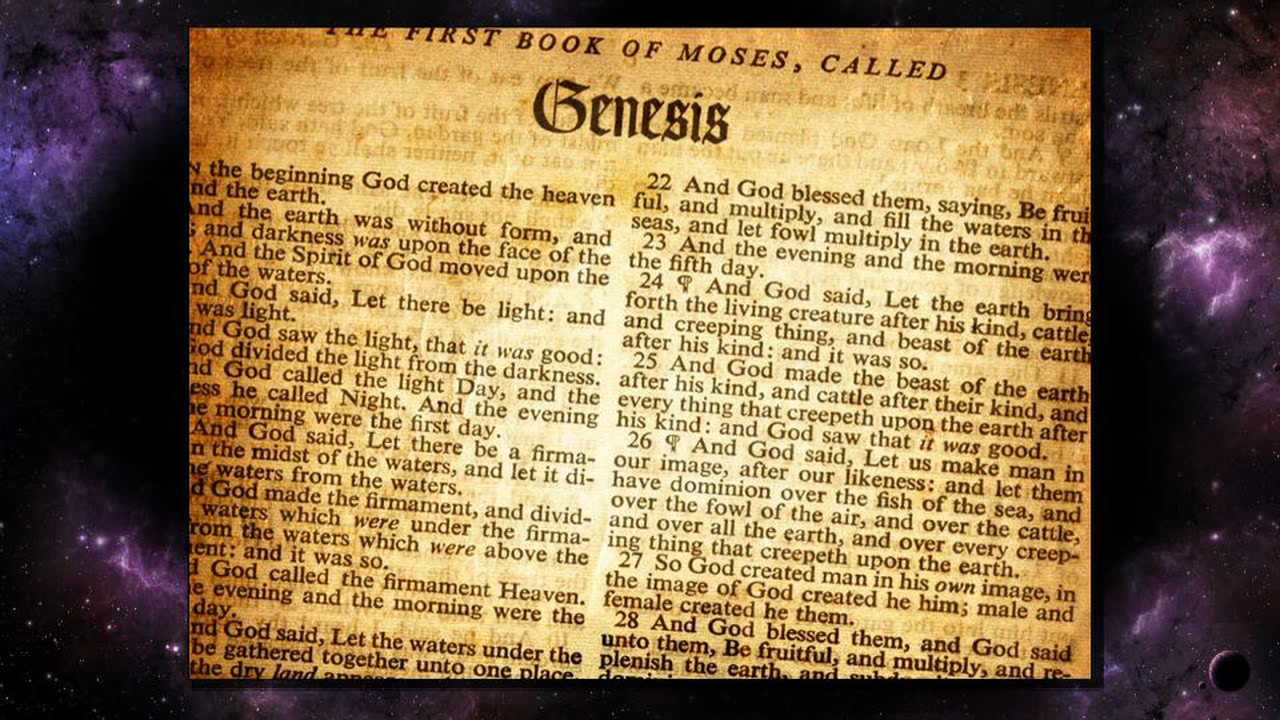 THE FIRST BOOK OF MOSES, CALLED
Genesis
the beginning God created the heaven
nd the earth.
And the earth was without form, and
; and darkness was upon the face of the
And the Spirit of God moved upon the
of the waters.
nd God said, Let there be light: and
was light.
nd God saw the light, that it was good:
God divided the light from the darkness.
nd God called the light Day, and the
ess he called Night. And the evening
he morning were the first day.
And God said, Let there be a firma-
n the midst of the waters, and let it di-
he waters from the waters.
d God made the firmament, and divid-
waters which were under the firma-
rom the waters which were above the
ent: and it was so.
d God called the firmament Heaven.
e evening and the morning were the
day.
nd God said, Let the waters under the
be gathered together unto one place,
the dry land
22 And God blessed them, saying, Be frui
ful, and multiply, and fill the waters in th
seas, and let fowl multiply in the earth.
23 And the evening and the morning wer
the fifth day.
24 ¶ And God said, Let the earth bring
forth the living creature after his kind, cattle,
and creeping thing, and beast of the earth
after his kind: and it was so.
25 And God made the beast of the earth
after his kind, and cattle after their kind, and
every thing that creepeth upon the earth after
his kind: and God saw that it was good.
26 ¶ And God said, Let us make man in
our image, after our likeness: and let them
have dominion over the fish of the sea, and
over the fowl of the air, and over the cattle,
and over all the earth, and over every creep-
ing thing that creepeth upon the earth.
27 So God created man in his own image, in
the image of God created he him; male and
female created he them.
28 And God blessed them, and God said
unto them, Be fruitful, and multiply, and re-
plenish the earth, and